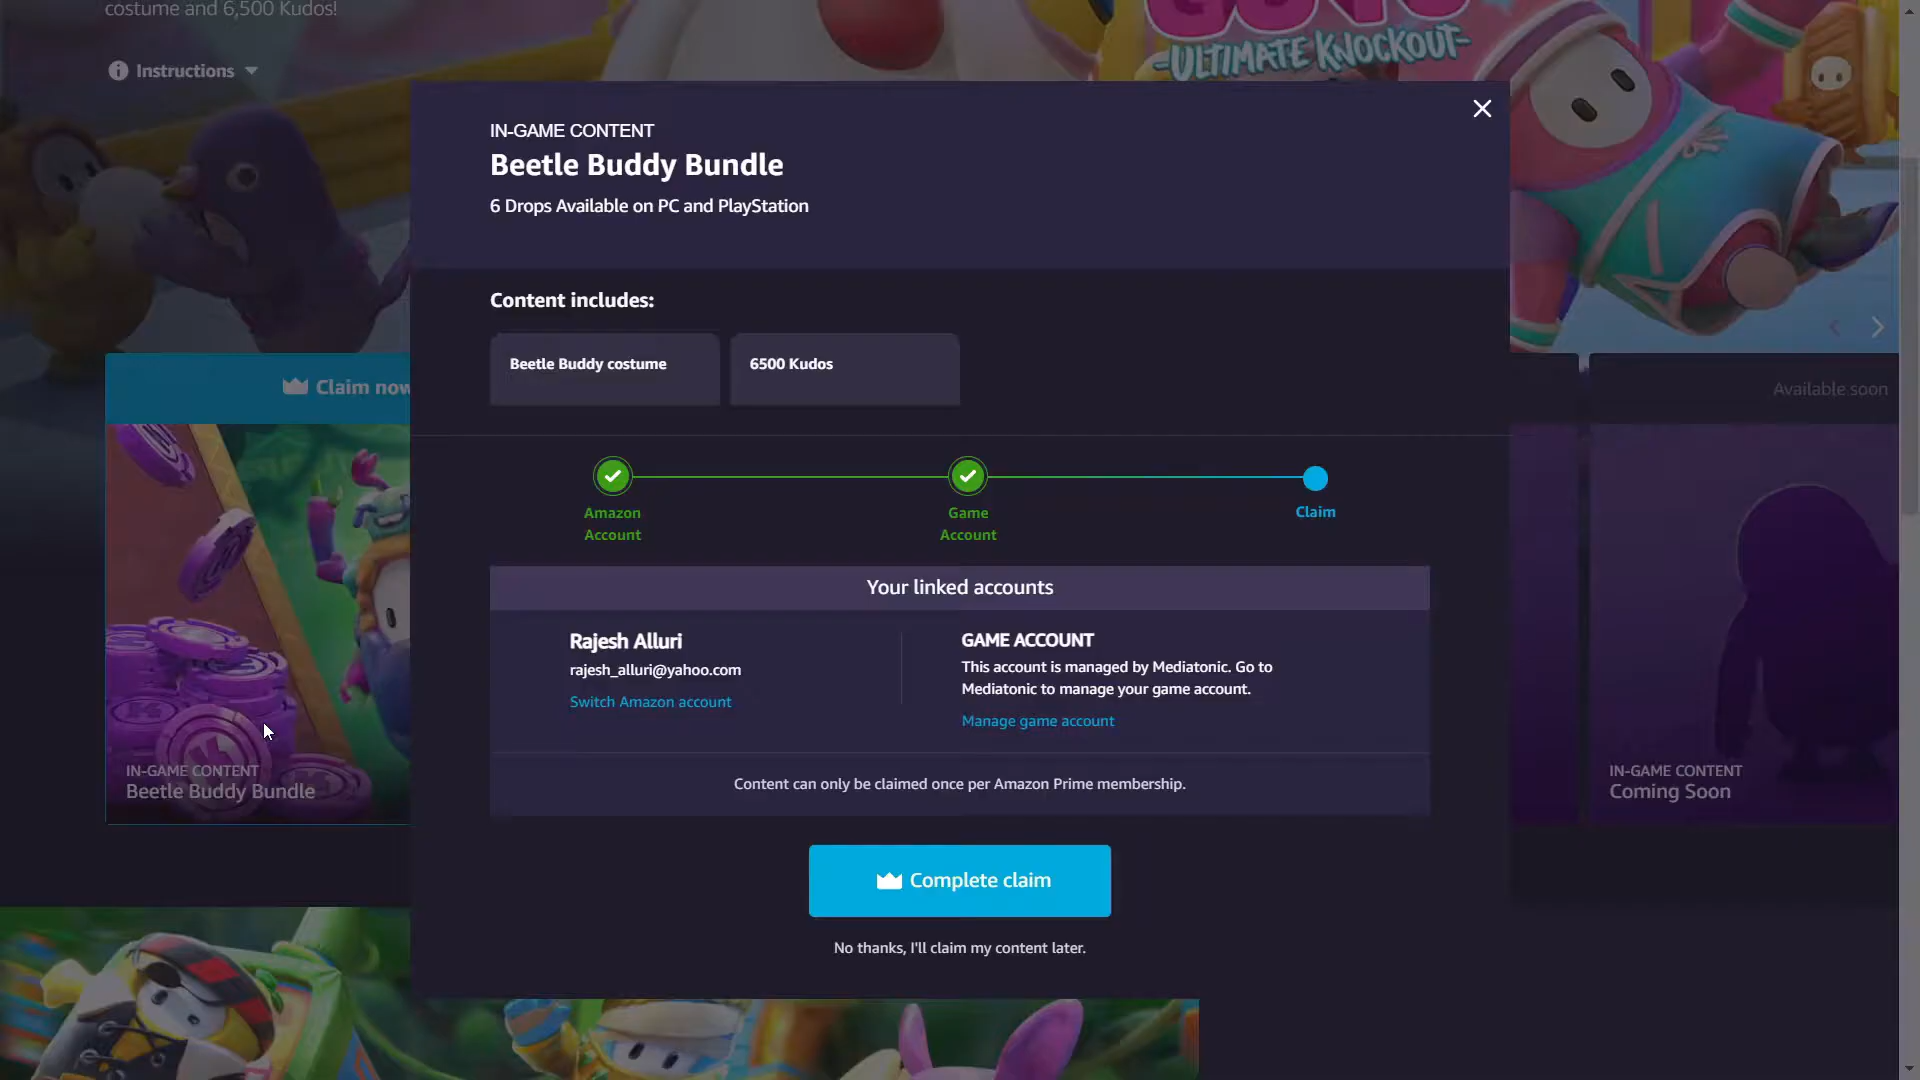 costume and 6,500 Kudos!
Instructions
ULTIMATE KNOCKOUT
IN-GAME CONTENT
Beetle Buddy Bundle
6 Drops Available on PC and PlayStation
Content includes:
Beetle Buddy costume
6500 Kudos
Claim now
Available soon
Amazon
Account
Game
Account
Claim
Your linked accounts
Rajesh Alluri
rajesh_alluri@yahoo.com
Switch Amazon account
GAME ACCOUNT
This account is managed by Mediatonic. Go to
Mediatonic to manage your game account.
Manage game account
Content can only be claimed once per Amazon Prime membership.
IN-GAME CONTENT
Beetle Buddy Bundle
IN-GAME CONTENT
Coming Soon
Complete claim
No thanks, I'll claim my content later.